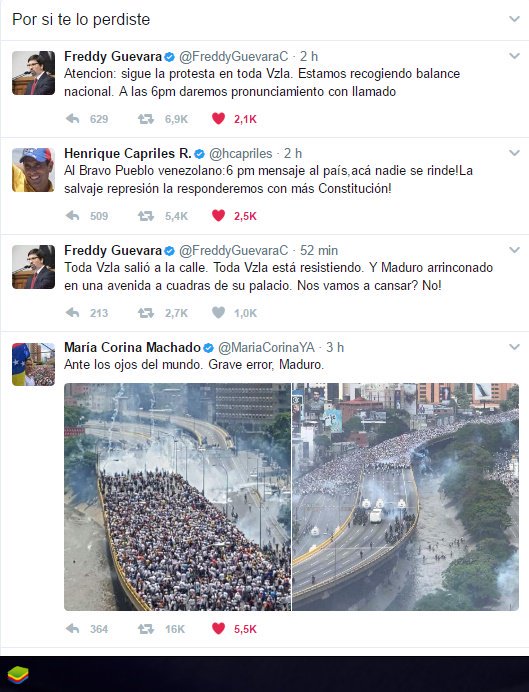 Por si te lo perdiste
Freddy Guevara @FreddyGuevaraC · 2 h
Atencion: sigue la protesta en toda Vzla. Estamos recogiendo balance
nacional. A las 6pm daremos pronunciamiento con llamado
629 6,9K 2,1K
Henrique Capriles R. @hcapriles · 2 h
Al Bravo Pueblo venezolano:6 pm mensaje al país,acá nadie se rinde!La
salvaje represión la responderemos con más Constitución!
509 5,4K 2,5K
Freddy Guevara @FreddyGuevaraC · 52 min
Toda Vzla salió a la calle. Toda Vzla está resistiendo. Y Maduro arrinconado
en una avenida a cuadras de su palacio. Nos vamos a cansar? No!
213 2,7K 1,0K
María Corina Machado @MariaCorinaYA · 3 h
Ante los ojos del mundo. Grave error, Maduro.
364 16K 5,5K